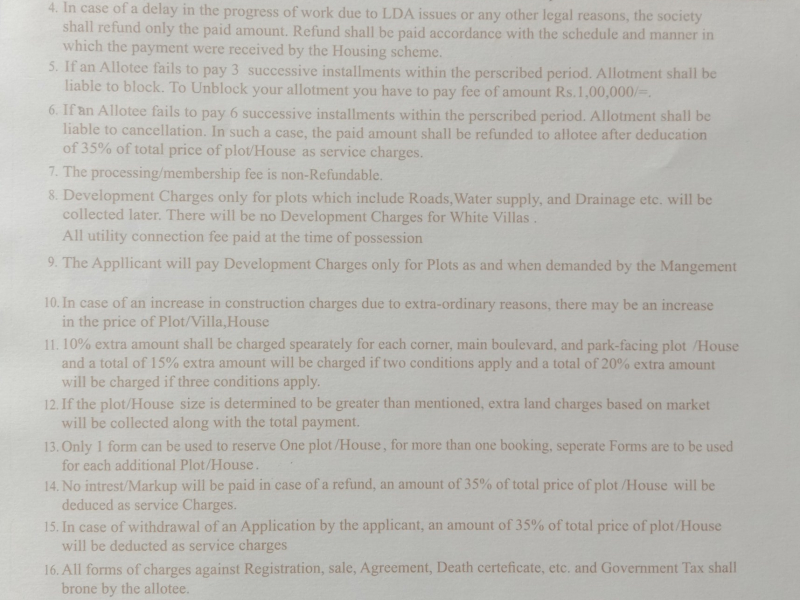 4. In case of a delay in the progress of work due to LDA issues or any other legal reasons, the society
shall refund only the paid amount. Refund shall be paid accordance with the schedule and manner in
which the payment were received by the Housing scheme.
5. If an Allotee fails to pay 3 successive installments within the perscribed period. Allotment shall be
liable to block. To Unblock your allotment you have to pay fee of amount Rs.1,00,000/=.
6. If an Allotee fails to pay 6 successive installments within the perscribed period. Allotment shall be
liable to cancellation. In such a case, the paid amount shall be refunded to allotee after deducation
of 35% of total price of plot/House as service charges.
7. The processing/membership fee is non-Refundable.
8. Development Charges only for plots which include Roads,Water supply, and Drainage etc. will be
collected later. There will be no Development Charges for White Villas .
All utility connection fee paid at the time of possession
9. The Appllicant will pay Development Charges only for Plots as and when demanded by the Mangement
10. In case of an increase in construction charges due to extra-ordinary reasons, there may be an increase
in the price of Plot/Villa,House
11. 10% extra amount shall be charged spearately for each corner, main boulevard, and park-facing plot /House
and a total of 15% extra amount will be charged if two conditions apply and a total of 20% extra amount
will be charged if three conditions apply.
12. If the plot/House size is determined to be greater than mentioned, extra land charges based on market
will be collected along with the total payment.
13. Only 1 form can be used to reserve One plot/House, for more than one booking, seperate Forms are to be used
for each additional Plot/House.
14. No intrest/Markup will be paid in case of a refund, an amount of 35% of total price of plot /House will be
deduced as service Charges.
15. In case of withdrawal of an Application by the applicant, an amount of 35% of total price of plot/House
will be deducted as service charges
16. All forms of charges against Registration, sale, Agreement, Death certeficate, etc. and Government Tax shall
brone by the allotee.